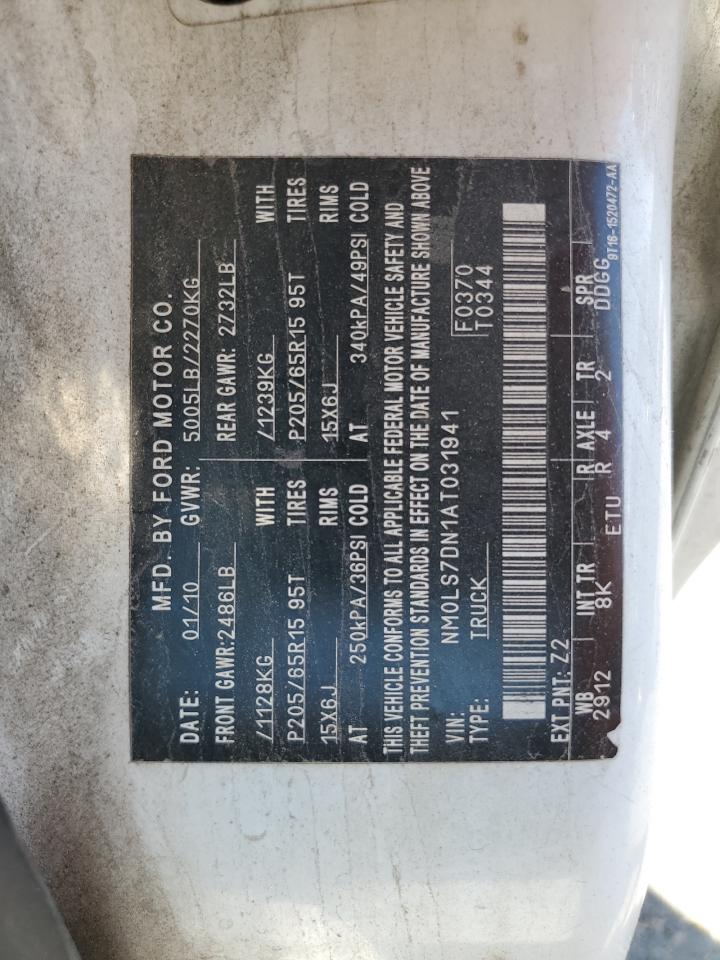 MFD. BY FORD MOTOR CO.
DATE: 01/10 GVWR: 5005LB/2270KG
FRONT GAWR:2486LB REAR GAWR: 2732LB
/1128KG WITH /1239KG WITH
P205/65R15 95T TIRES P205/65R15 95T TIRES
15X6J RIMS 15X6J RIMS
AT 250kPA/36PSI COLD AT 340kPA/49PSI COLD
THIS VEHICLE CONFORMS TO ALL APPLICABLE FEDERAL MOTOR VEHICLE SAFETY AND
THEFT PREVENTION STANDARDS IN EFFECT ON THE DATE OF MANUFACTURE SHOWN ABOVE
VIN: NM0LS7DN1AT031941 F0370
TYPE: TRUCK T0344
EXT PNT: Z2
WB INT TR R AXLE TR SPR
2912 8K R 4 2 DDGG
ETU 9T16-1520472-AA